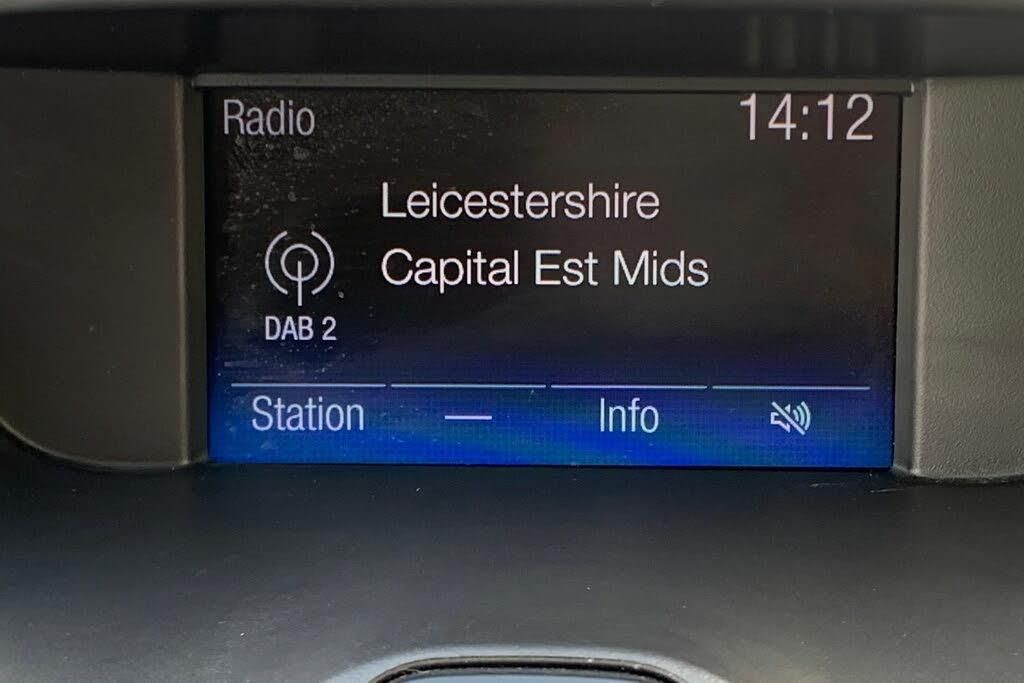 Radio 14:12
Leicestershire
Capital Est Mids
DAB 2
Station — Info